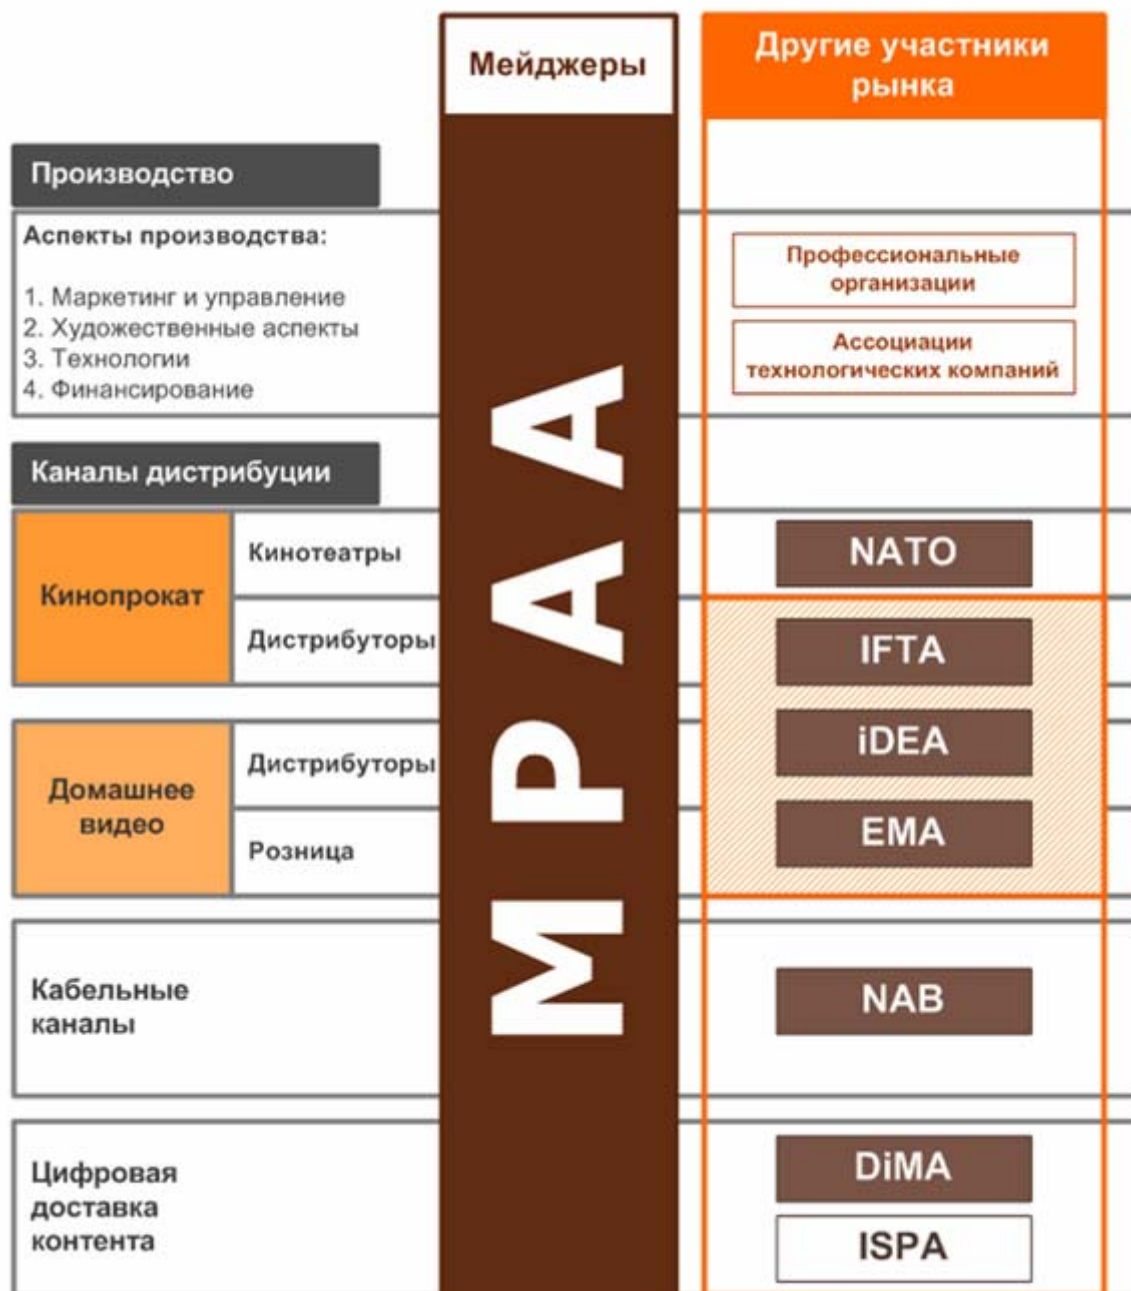 Мейджеры
Другие участники
рынка
Производство
Аспекты производства:
1. Маркетинг и управление
2. Художественные аспекты
3. Технологии
4. Финансирование
Профессиональные
организации
Ассоциации
технологических компаний
MPAA
Каналы дистрибуции
Кинопрокат
Кинотеатры
NATO
Дистрибуторы
IFTA
Домашнее
видео
Дистрибуторы
iDEA
Розница
EMA
Кабельные
каналы
NAB
Цифровая
доставка
контента
DiMA
ISPA